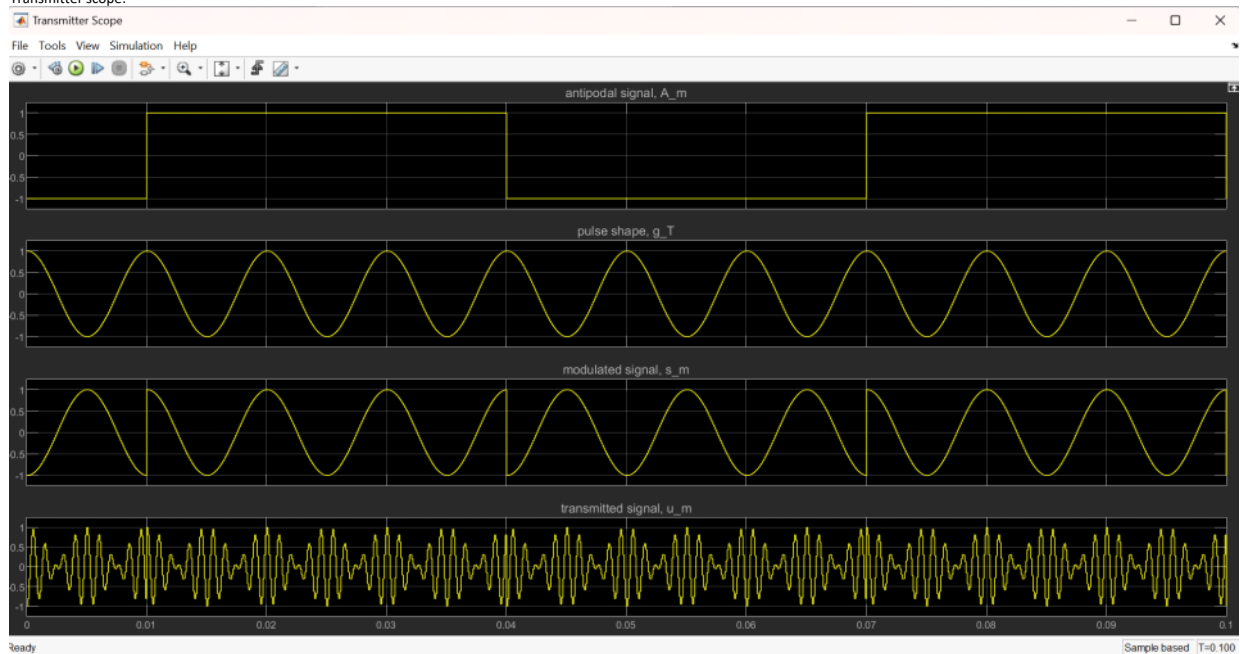 Transmitter scope:
Transmitter Scope
File Tools View Simulation Help
antipodal signal, A_m
1
0.5
0
0.5
-1
pulse shape, g_T
1
0.5
0
0.5
-1
modulated signal, s_m
1
0.5
0
0.5
-1
transmitted signal, u_m
1
0.5
0
0.5
-1
0 0.01 0.02 0.03 0.04 0.05 0.06 0.07 0.08 0.09 0.1
Ready Sample based T=0.100